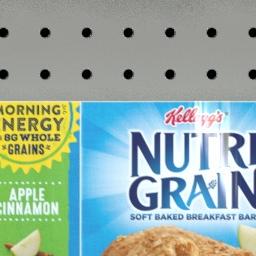 MORNING
ENERGY
8G WHOLE
GRAINS
APPLE
CINNAMON
Kellogg's
NUTRI
GRAIN
SOFT BAKED BREAKFAST BAR